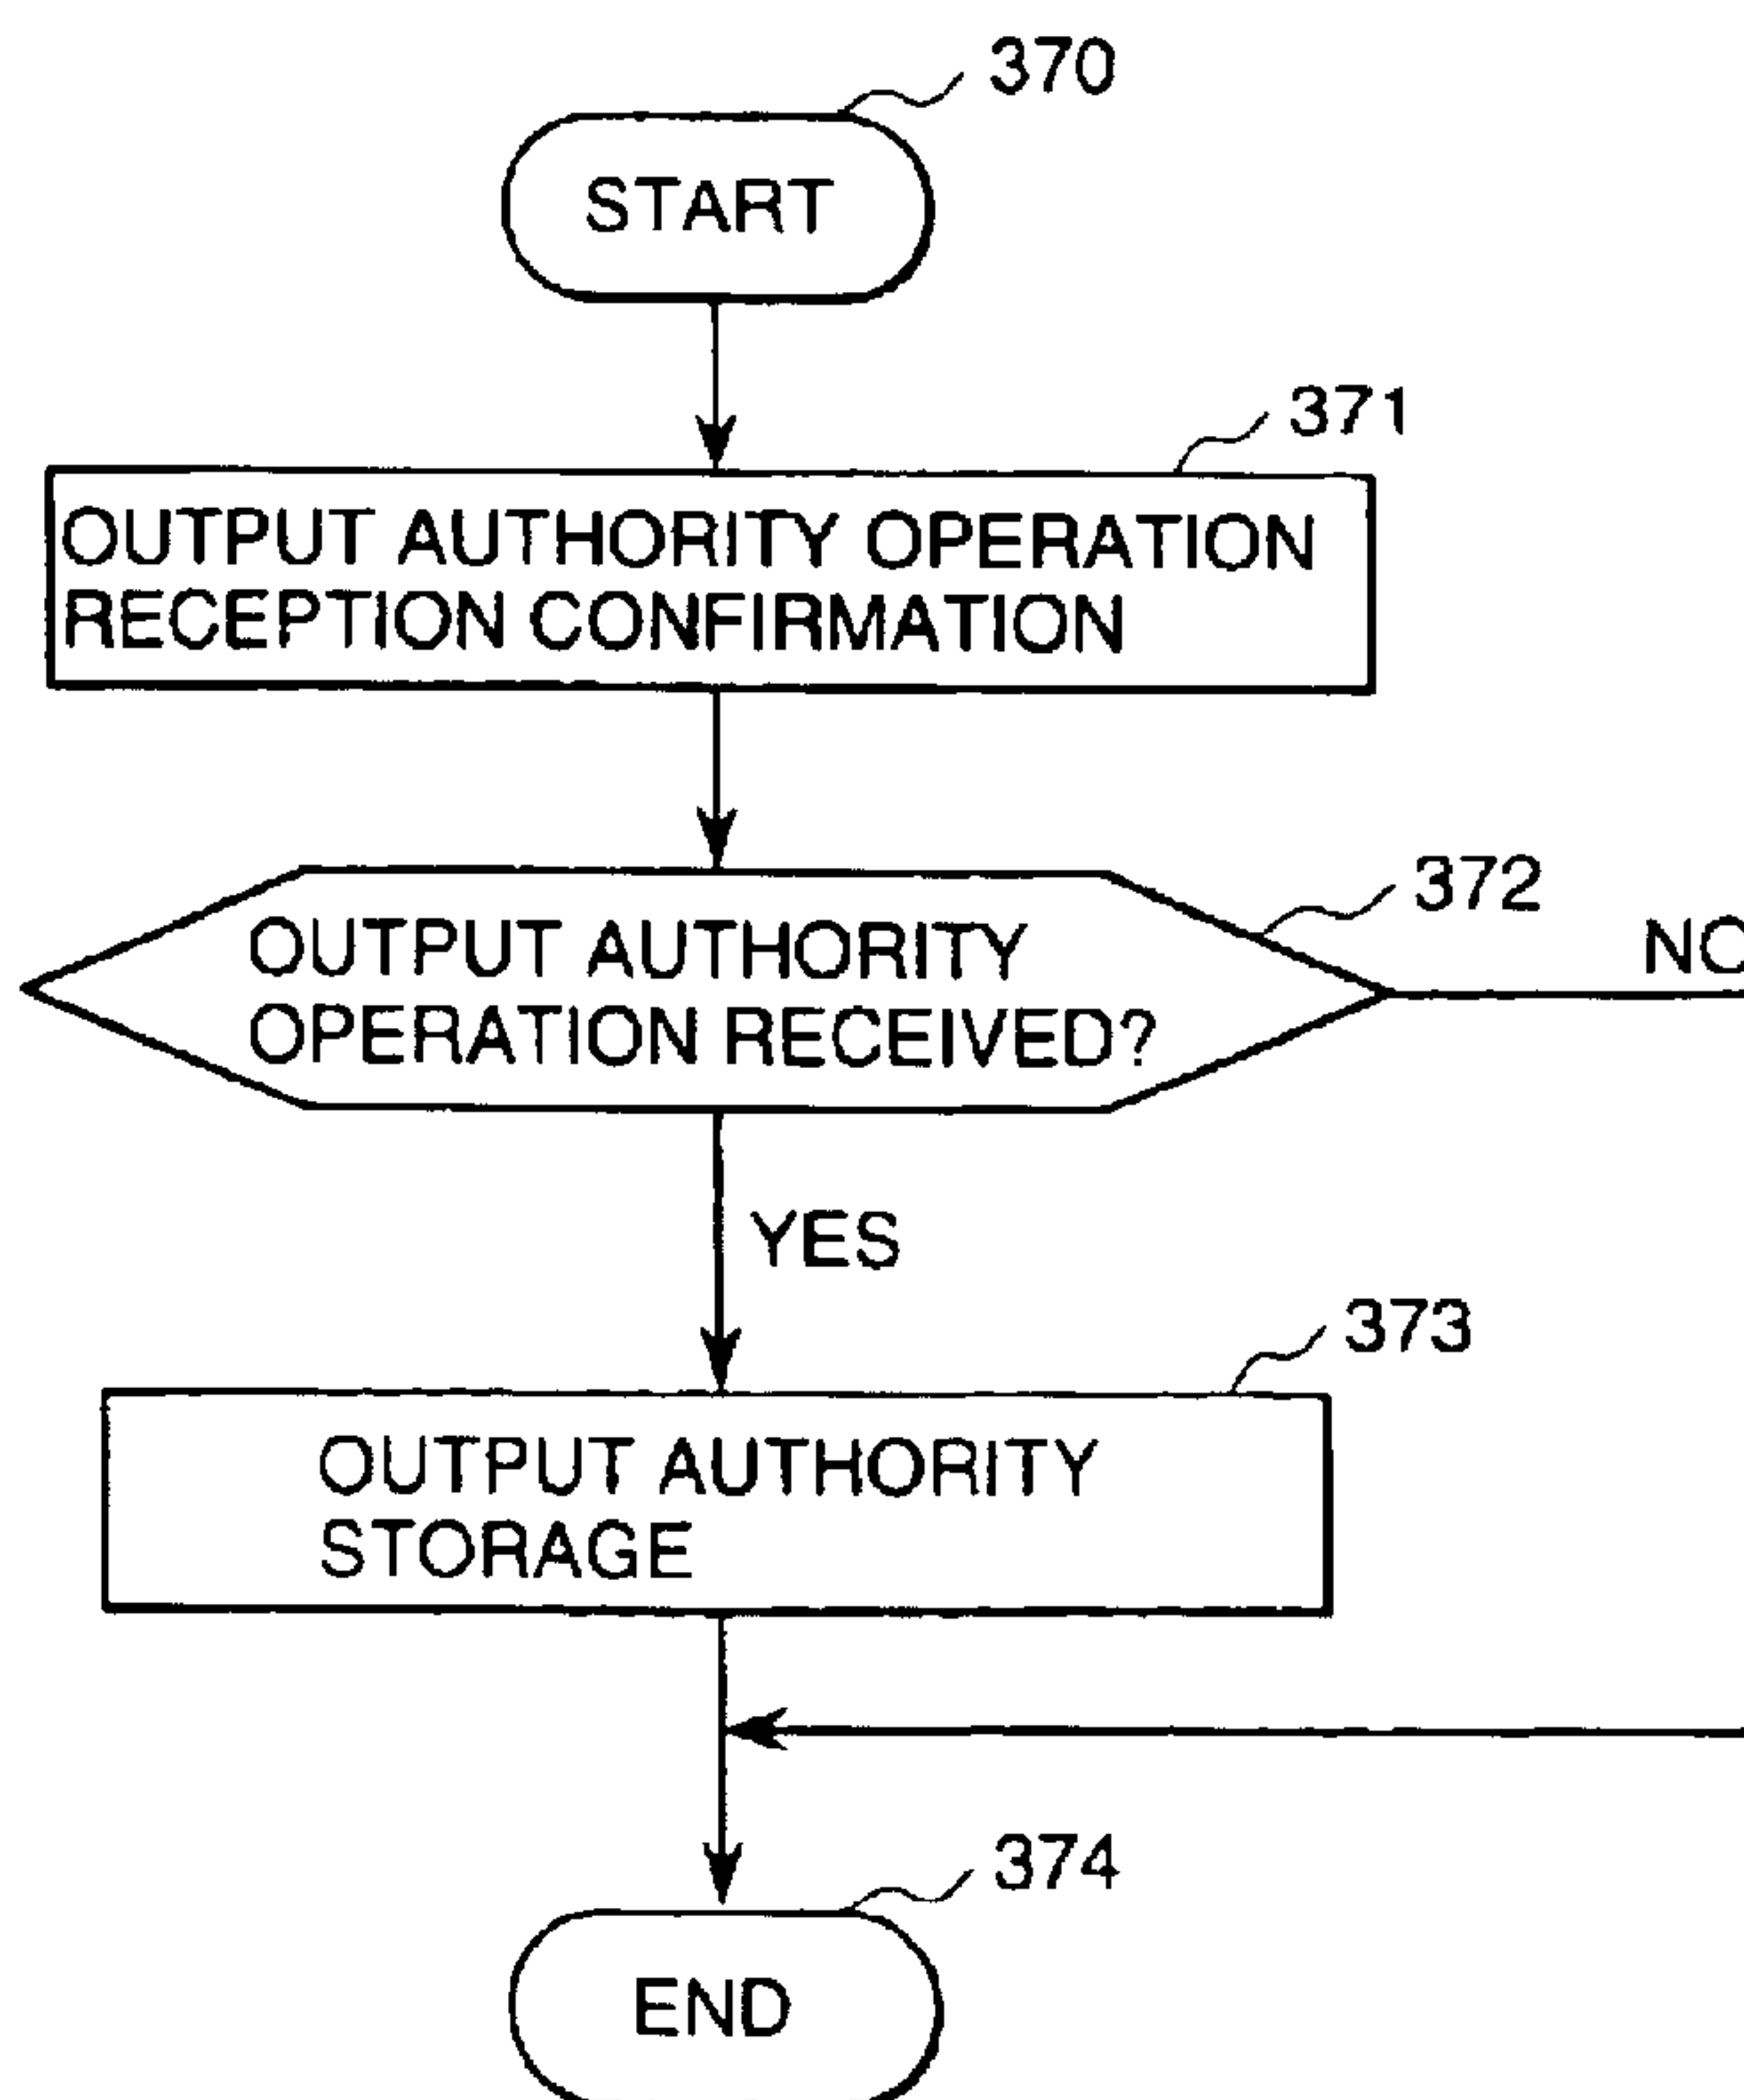 370
START
371
OUTPUT AUTHORITY OPERATION
RECEPTION CONFIRMATION
372
OUTPUT AUTHORITY
OPERATION RECEIVED?
NO
YES
373
OUTPUT AUTHORITY
STORAGE
374
END